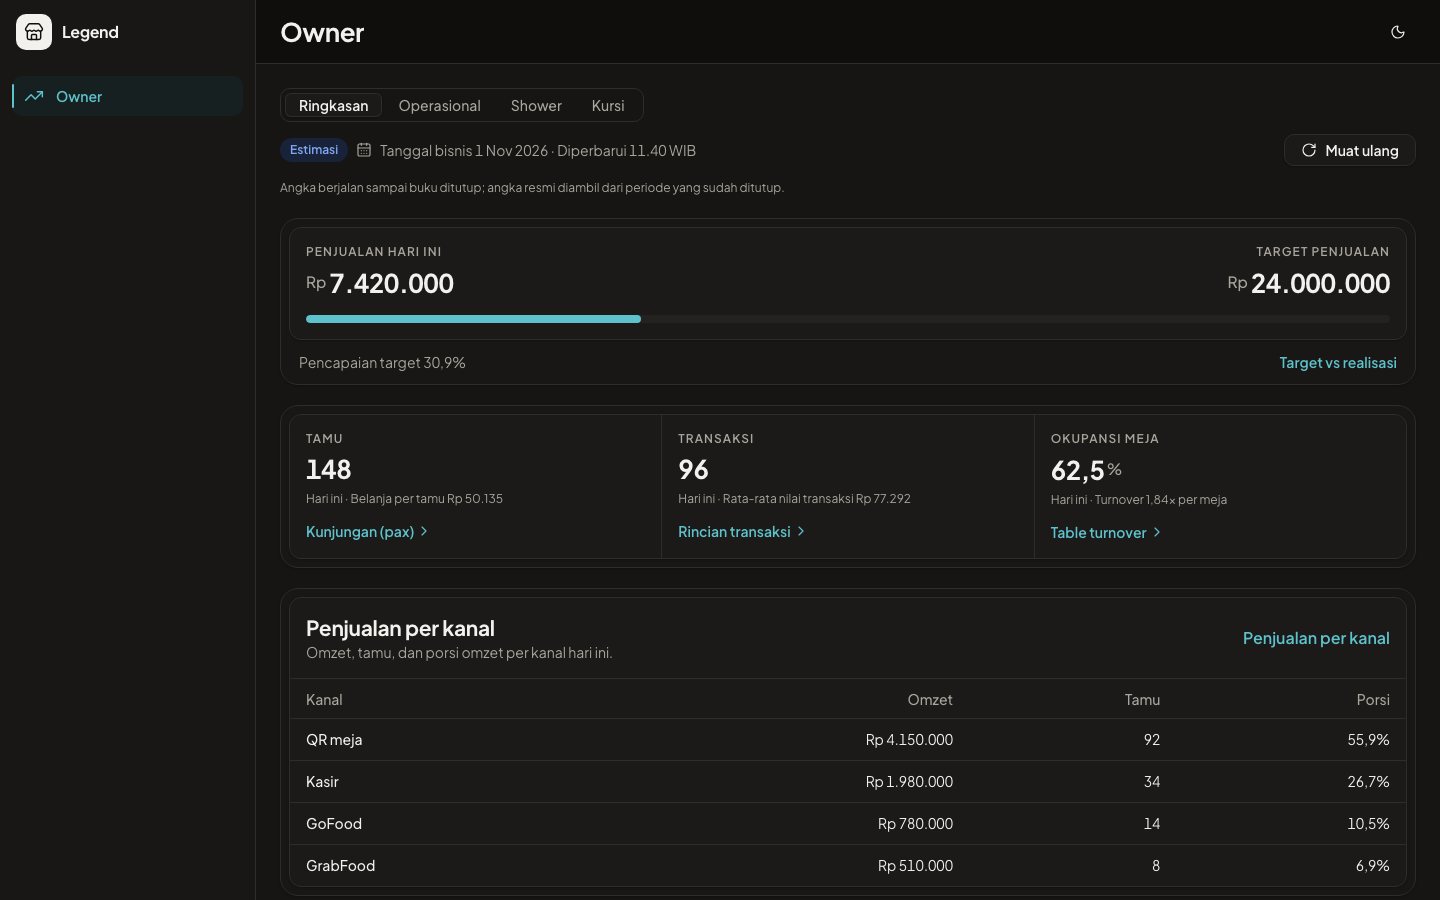 Legend
Owner
Owner
Ringkasan Operasional Shower Kursi
Estimasi Tanggal bisnis 1 Nov 2026 · Diperbarui 11.40 WIB Muat ulang
Angka berjalan sampai buku ditutup; angka resmi diambil dari periode yang sudah ditutup.
PENJUALAN HARI INI TARGET PENJUALAN
Rp 7.420.000 Rp 24.000.000
Pencapaian target 30,9% Target vs realisasi
TAMU TRANSAKSI OKUPANSI MEJA
148 96 62,5 %
Hari ini · Belanja per tamu Rp 50.135 Hari ini · Rata-rata nilai transaksi Rp 77.292 Hari ini · Turnover 1,84× per meja
Kunjungan (pax) Rincian transaksi Table turnover
Penjualan per kanal Penjualan per kanal
Omzet, tamu, dan porsi omzet per kanal hari ini.
Kanal Omzet Tamu Porsi
QR meja Rp 4.150.000 92 55,9%
Kasir Rp 1.980.000 34 26,7%
GoFood Rp 780.000 14 10,5%
GrabFood Rp 510.000 8 6,9%